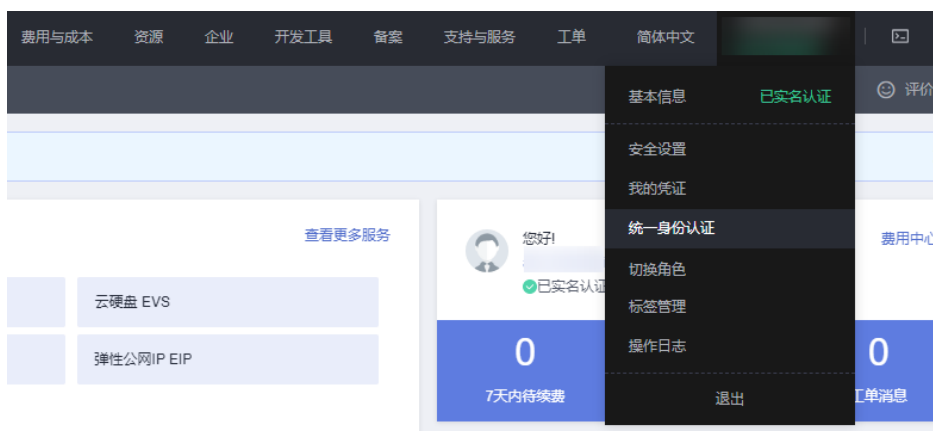 费用与成本 资源 企业 开发工具 备案 支持与服务 工单 简体中文
基本信息 已实名认证
评价
安全设置
我的凭证
统一身份认证
切换角色
标签管理
操作日志
退出
查看更多服务
云硬盘 EVS
弹性公网IP EIP
您好!
已实名认证
费用中心
0
7天内待续费
0
工单消息